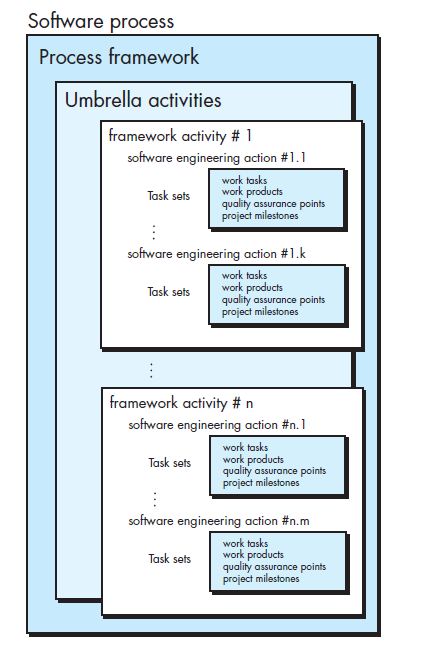 Software process
Process framework
Umbrella activities
framework activity # 1
software engineering action #1.1
Task sets
work tasks
work products
quality assurance points
project milestones
software engineering action #1.k
Task sets
work tasks
work products
quality assurance points
project milestones
framework activity # n
software engineering action #n.1
Task sets
work tasks
work products
quality assurance points
project milestones
software engineering action #n.m
Task sets
work tasks
work products
quality assurance points
project milestones